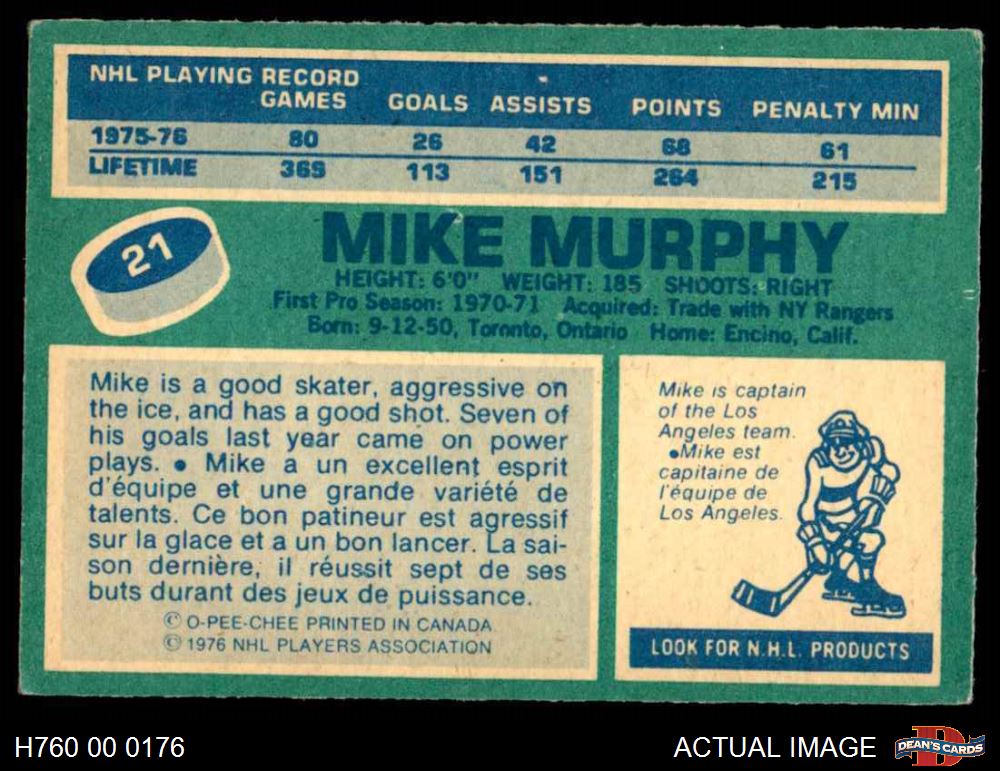 NHL PLAYING RECORD
GAMES GOALS ASSISTS POINTS PENALTY MIN
1975-76 80 26 42 68 61
LIFETIME 369 113 151 264 215
21
MIKE MURPHY
HEIGHT: 6'0" WEIGHT: 185 SHOOTS: RIGHT
First Pro Season: 1970-71 Acquired: Trade with NY Rangers
Born: 9-12-50, Toronto, Ontario Home: Encino, Calif.
Mike is a good skater, aggressive on
the ice, and has a good shot. Seven of
his goals last year came on power
plays. ● Mike a un excellent esprit
d'équipe et une grande variété de
talents. Ce bon patineur est agressif
sur la glace et a un bon lancer. La sai-
son dernière, il réussit sept de ses
buts durant des jeux de puissance.
© O-PEE-CHEE PRINTED IN CANADA
© 1976 NHL PLAYERS ASSOCIATION
Mike is captain
of the Los
Angeles team.
●Mike est
capitaine de
l'équipe de
Los Angeles.
LOOK FOR N.H.L. PRODUCTS
H760 00 0176
ACTUAL IMAGE
D
DEAN'S CARDS